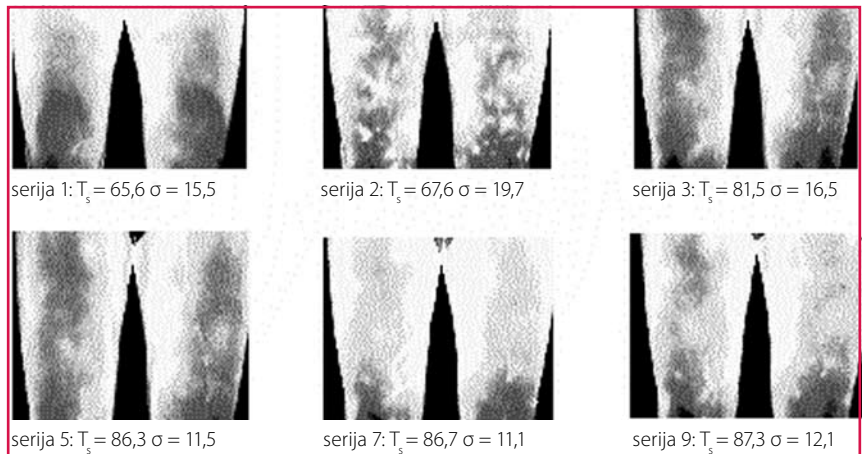 serija 1: Tₛ = 65,6 σ = 15,5
serija 2: Tₛ = 67,6 σ = 19,7
serija 3: Tₛ = 81,5 σ = 16,5
serija 5: Tₛ = 86,3 σ = 11,5
serija 7: Tₛ = 86,7 σ = 11,1
serija 9: Tₛ = 87,3 σ = 12,1